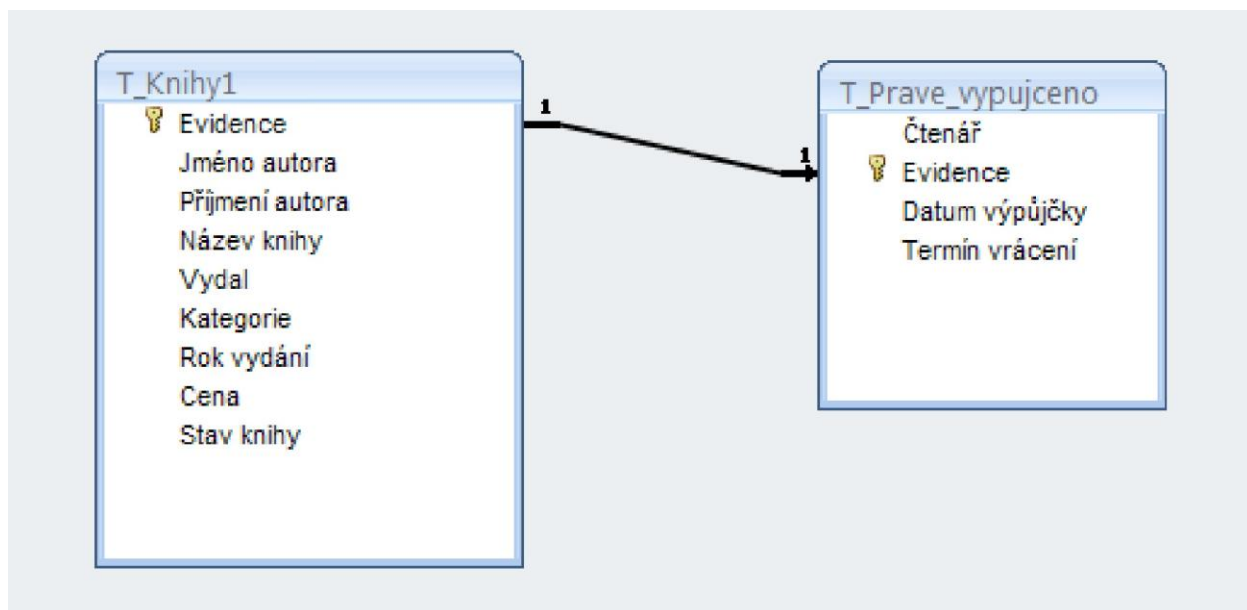 T_Knihy1
Evidence
Jméno autora
Příjmení autora
Název knihy
Vydal
Kategorie
Rok vydání
Cena
Stav knihy
1
1
T_Prave_vypujceno
Čtenář
Evidence
Datum výpůjčky
Termín vrácení